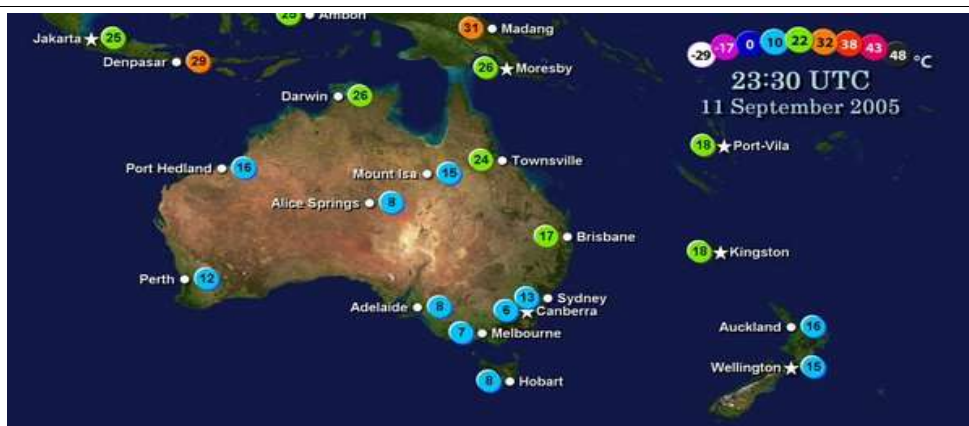 25 Ambon
31 Madang
Jakarta 25
Denpasar 29
26 Moresby
-29 -17 0 10 22 32 38 43 48 °C
23:30 UTC
11 September 2005
Darwin 26
18 Port-Vila
Port Hedland 16
24 Townsville
Mount Isa 15
Alice Springs 8
17 Brisbane
18 Kingston
Perth 12
Adelaide 8
13 Sydney
6 Canberra
7 Melbourne
Auckland 16
Wellington 15
8 Hobart